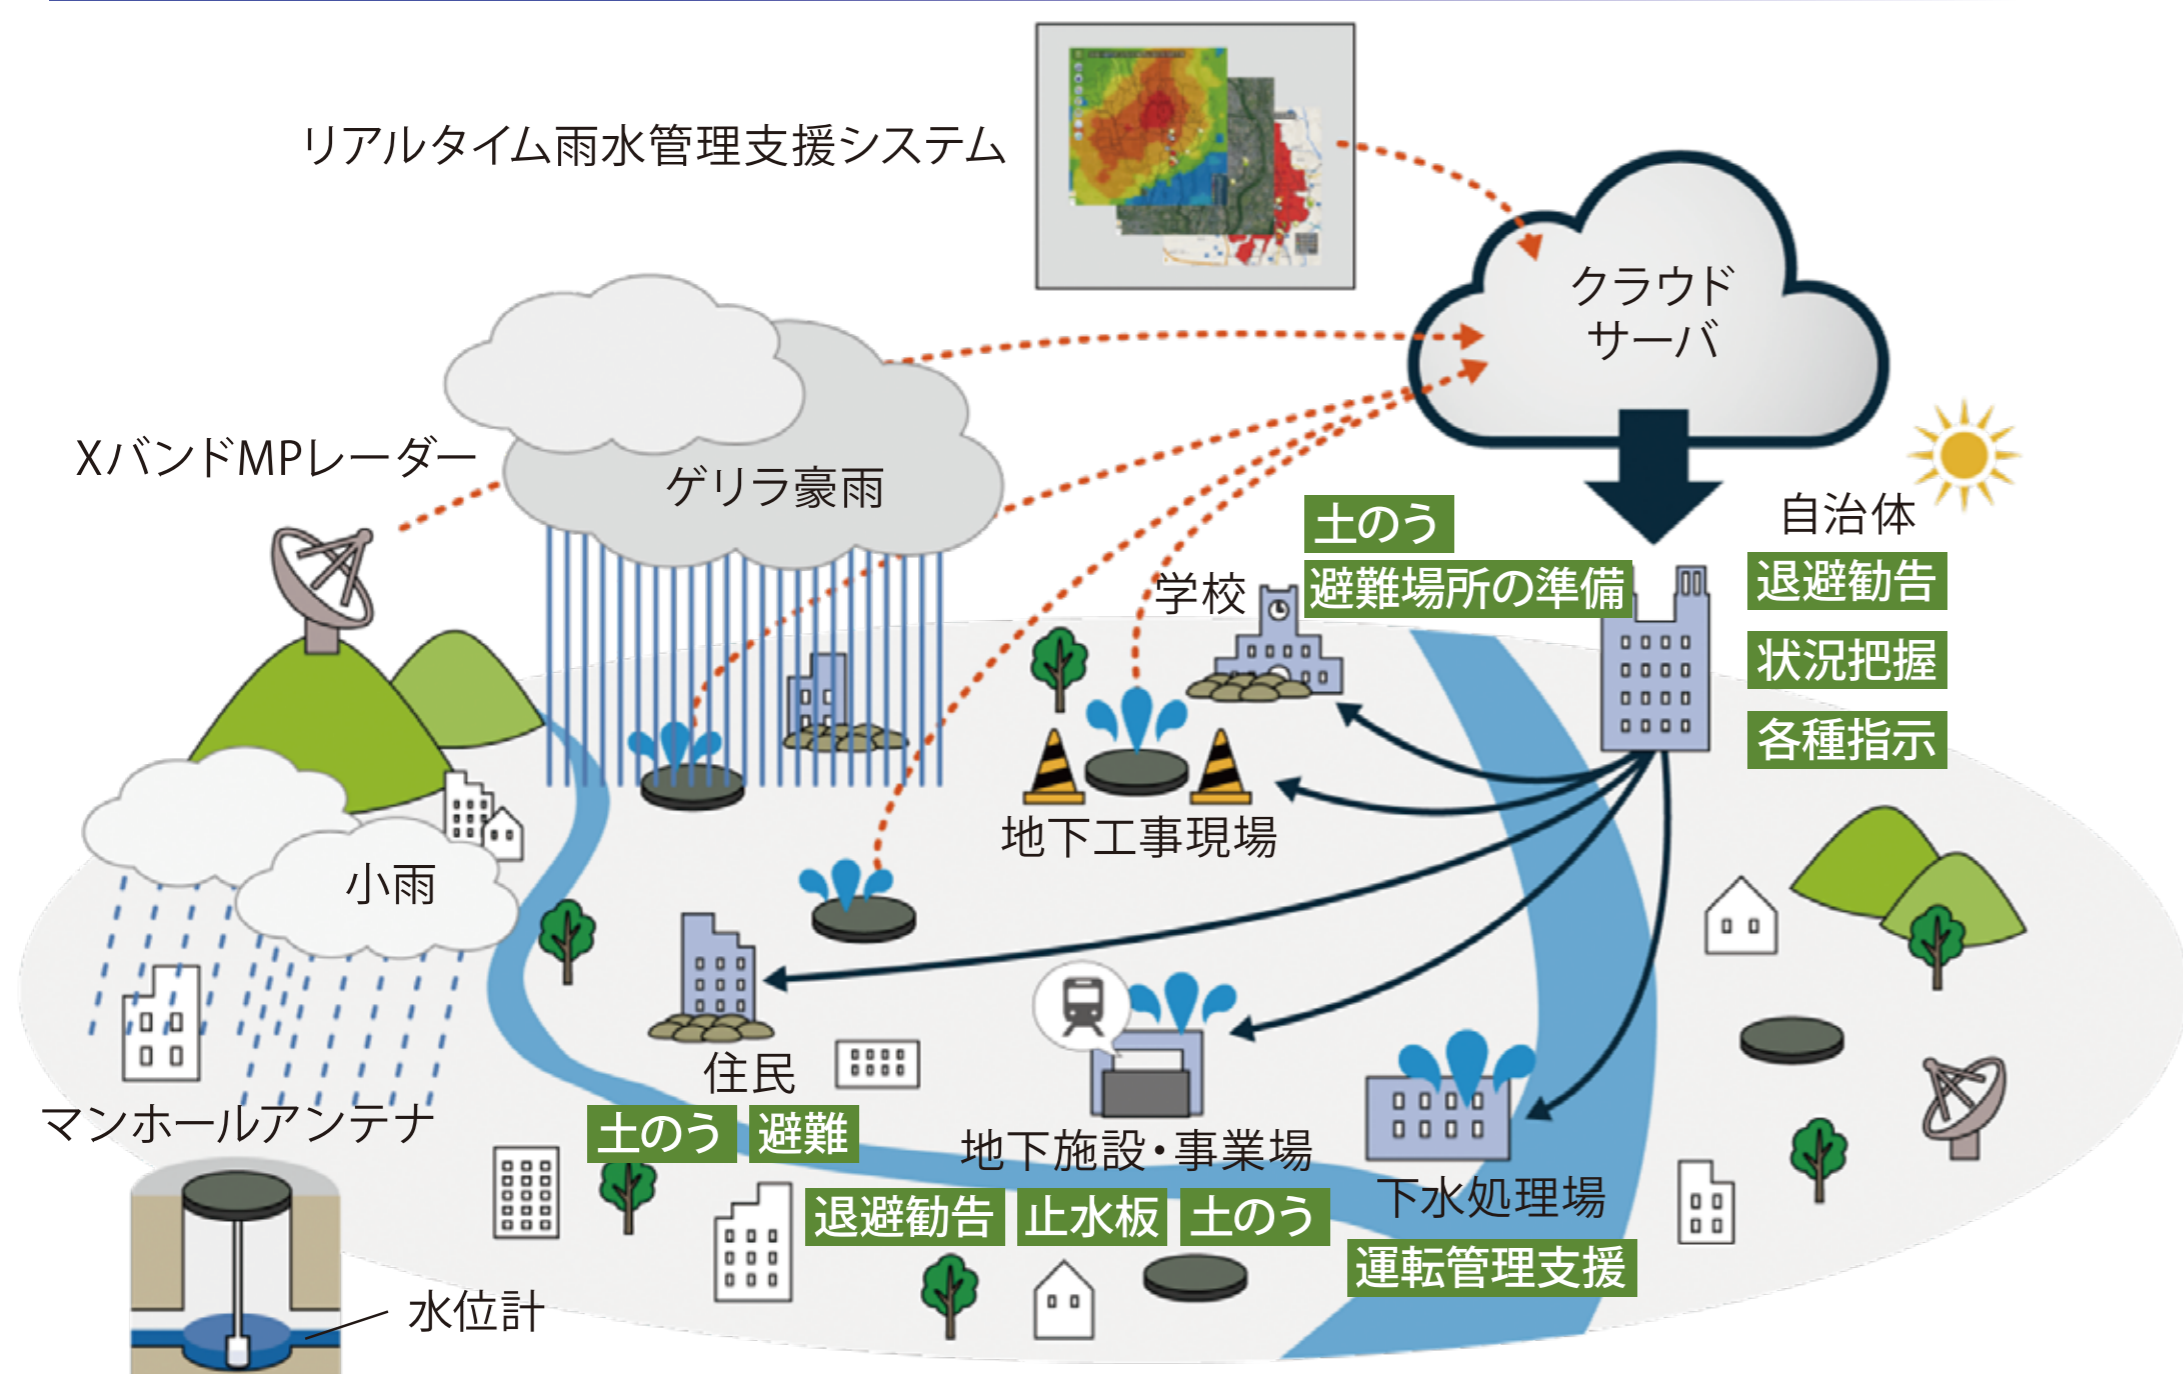 リアルタイム雨水管理支援システム
クラウド
サーバ
XバンドMPレーダー
ゲリラ豪雨
自治体
退避勧告
状況把握
各種指示
土のう
避難場所の準備
学校
地下工事現場
小雨
住民
土のう 避難
マンホールアンテナ
水位計
地下施設・事業場
退避勧告 止水板 土のう
下水処理場
運転管理支援